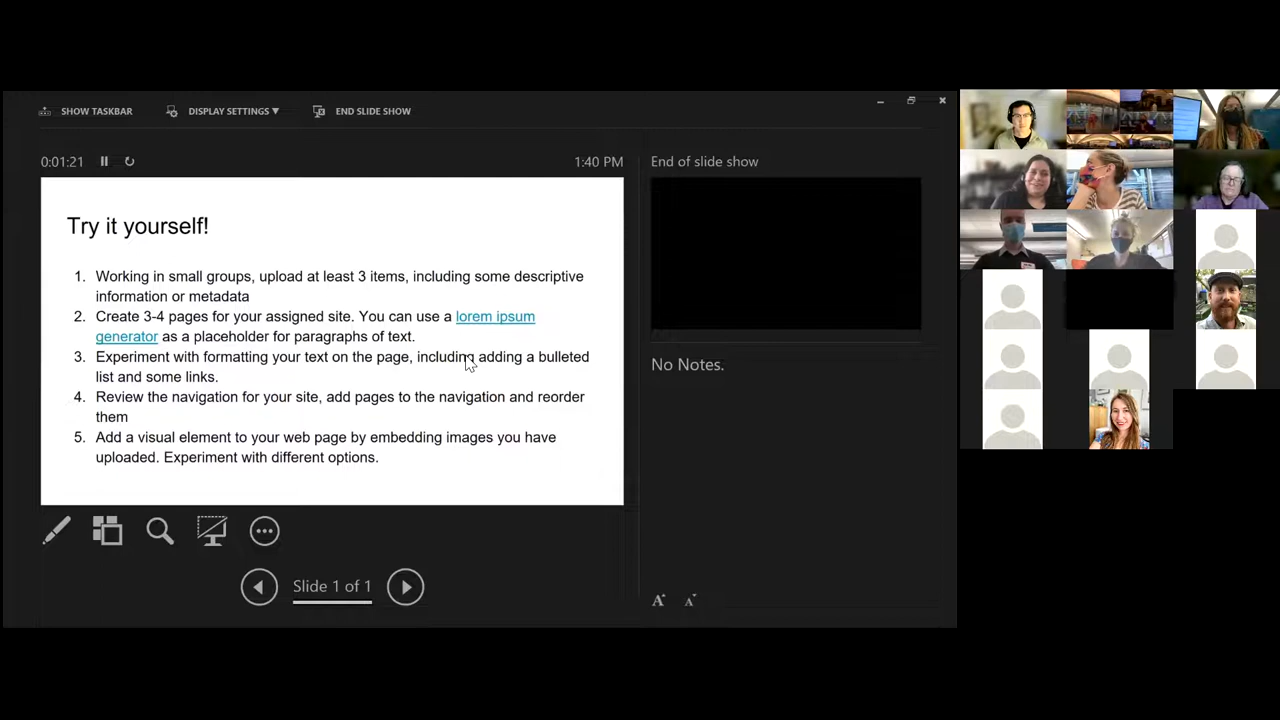 SHOW TASKBAR
DISPLAY SETTINGS ▼
END SLIDE SHOW
0:01:21
1:40 PM
End of slide show
Try it yourself!
1. Working in small groups, upload at least 3 items, including some descriptive
information or metadata
2. Create 3-4 pages for your assigned site. You can use a lorem ipsum
generator as a placeholder for paragraphs of text.
3. Experiment with formatting your text on the page, including adding a bulleted
list and some links.
4. Review the navigation for your site, add pages to the navigation and reorder
them
5. Add a visual element to your web page by embedding images you have
uploaded. Experiment with different options.
No Notes.
Slide 1 of 1
A A